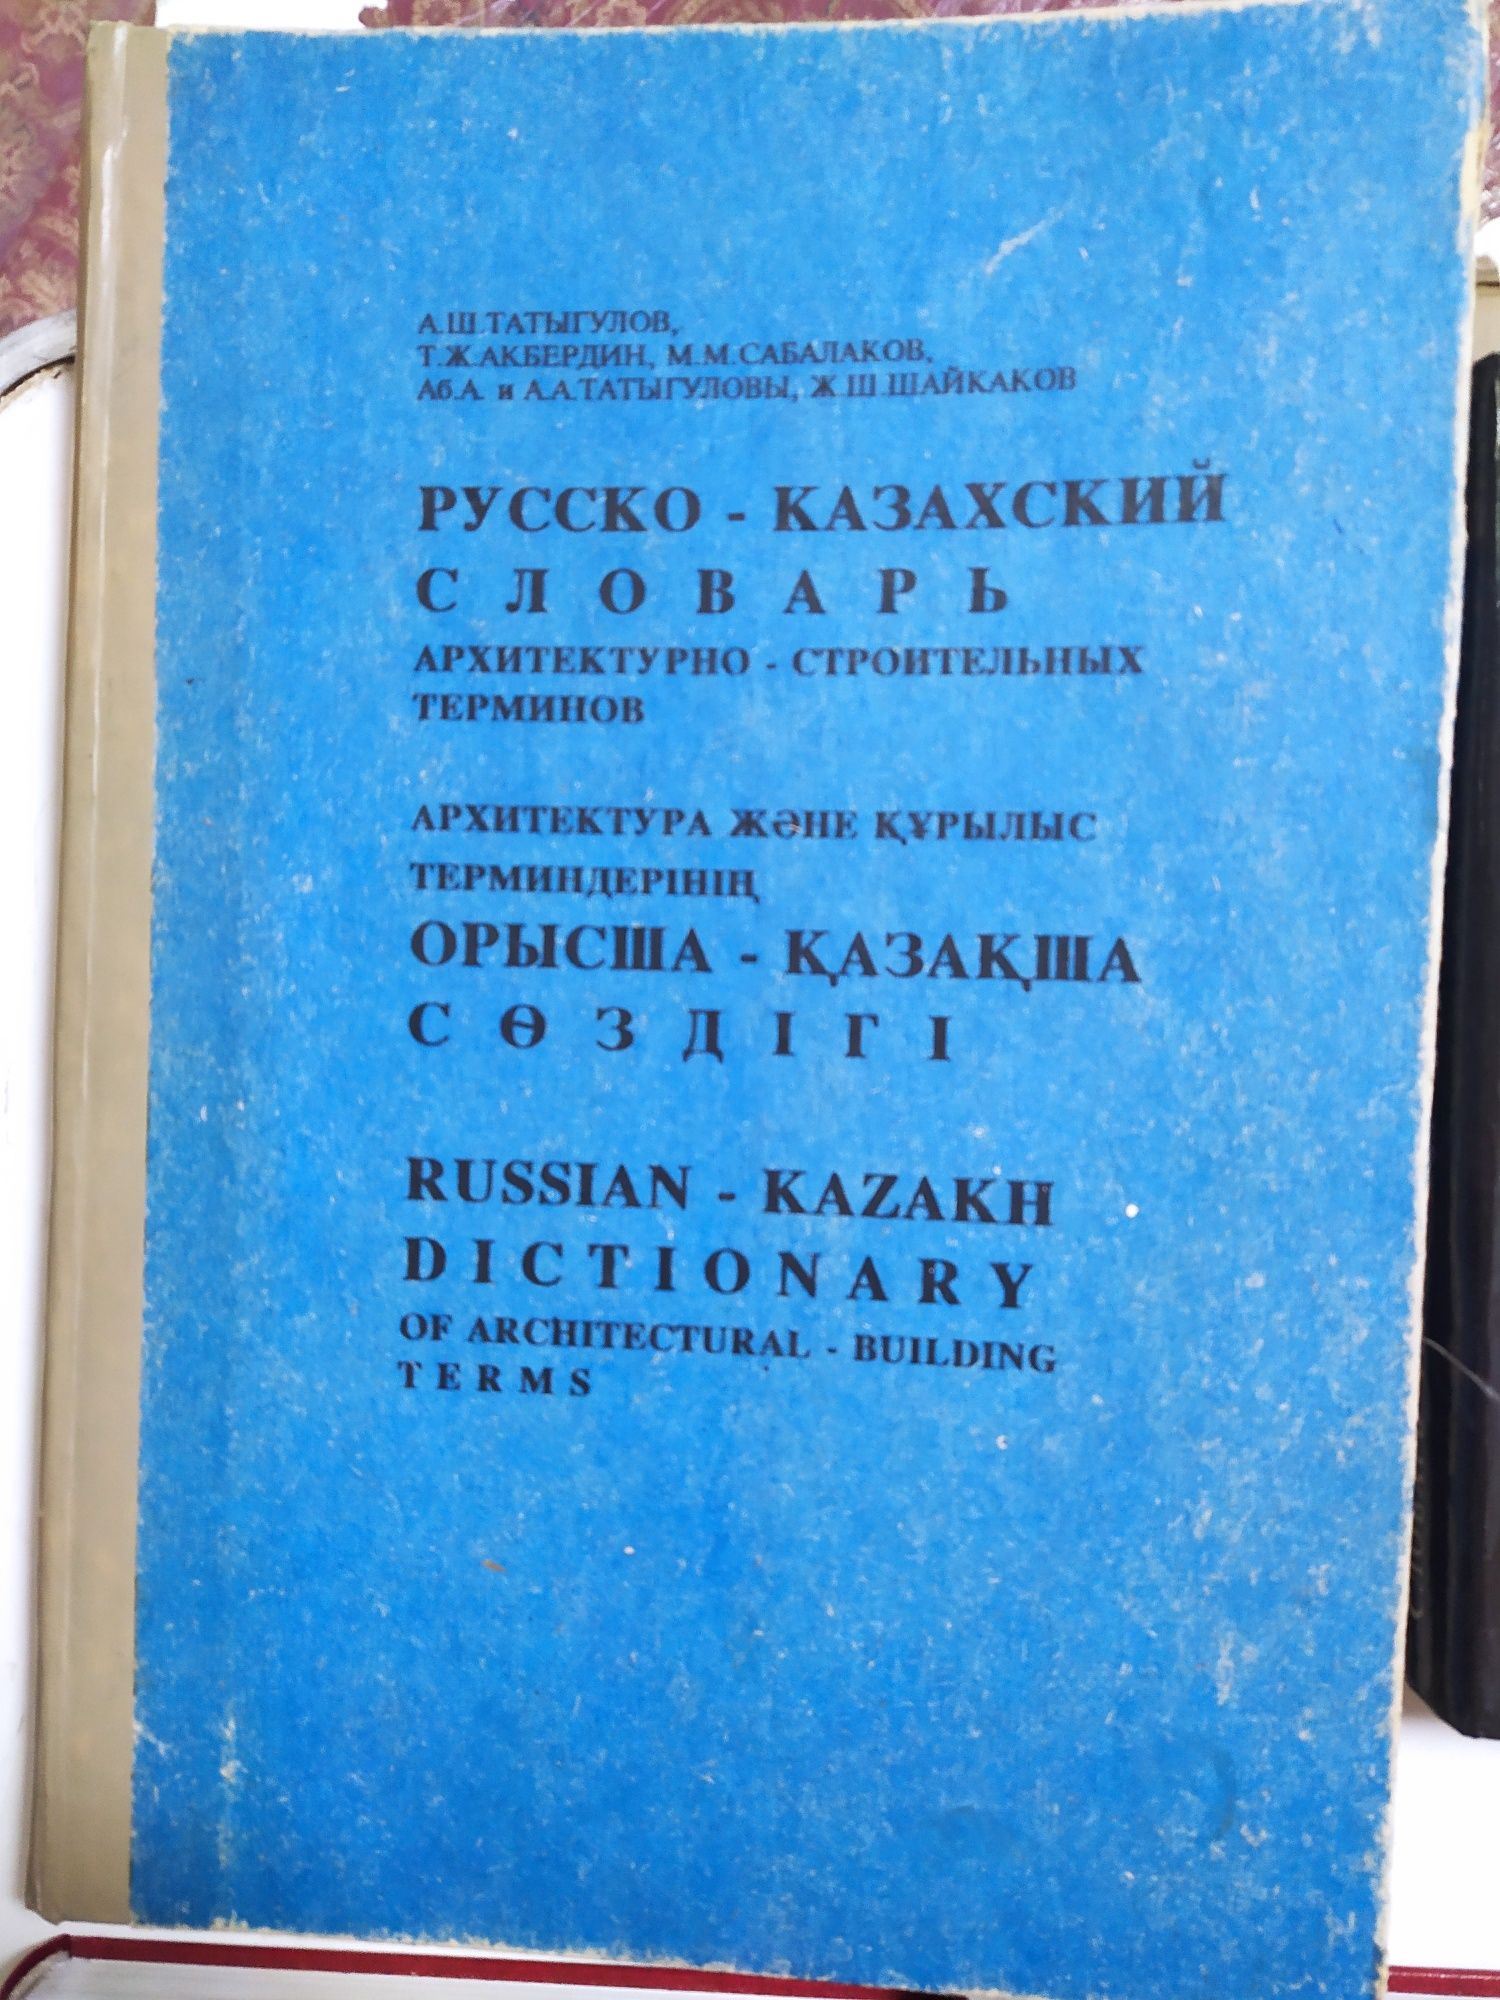 А.Ш.ТАТЫГУЛОВ,
Т.Ж.АКБЕРДИН, М.М.САБАЛАКОВ,
Аб.А. и А.А.ТАТЫГУЛОВЫ, Ж.Ш.ШАЙКАКОВ
РУССКО - КАЗАХСКИЙ
СЛОВАРЬ
АРХИТЕКТУРНО - СТРОИТЕЛЬНЫХ
ТЕРМИНОВ
АРХИТЕКТУРА ЖӘНЕ ҚҰРЫЛЫС
ТЕРМИНДЕРІНІҢ
ОРЫСША - ҚАЗАҚША
СӨЗДІГІ
RUSSIAN - KAZAKH
DICTIONARY
OF ARCHITECTURAL - BUILDING
TERMS